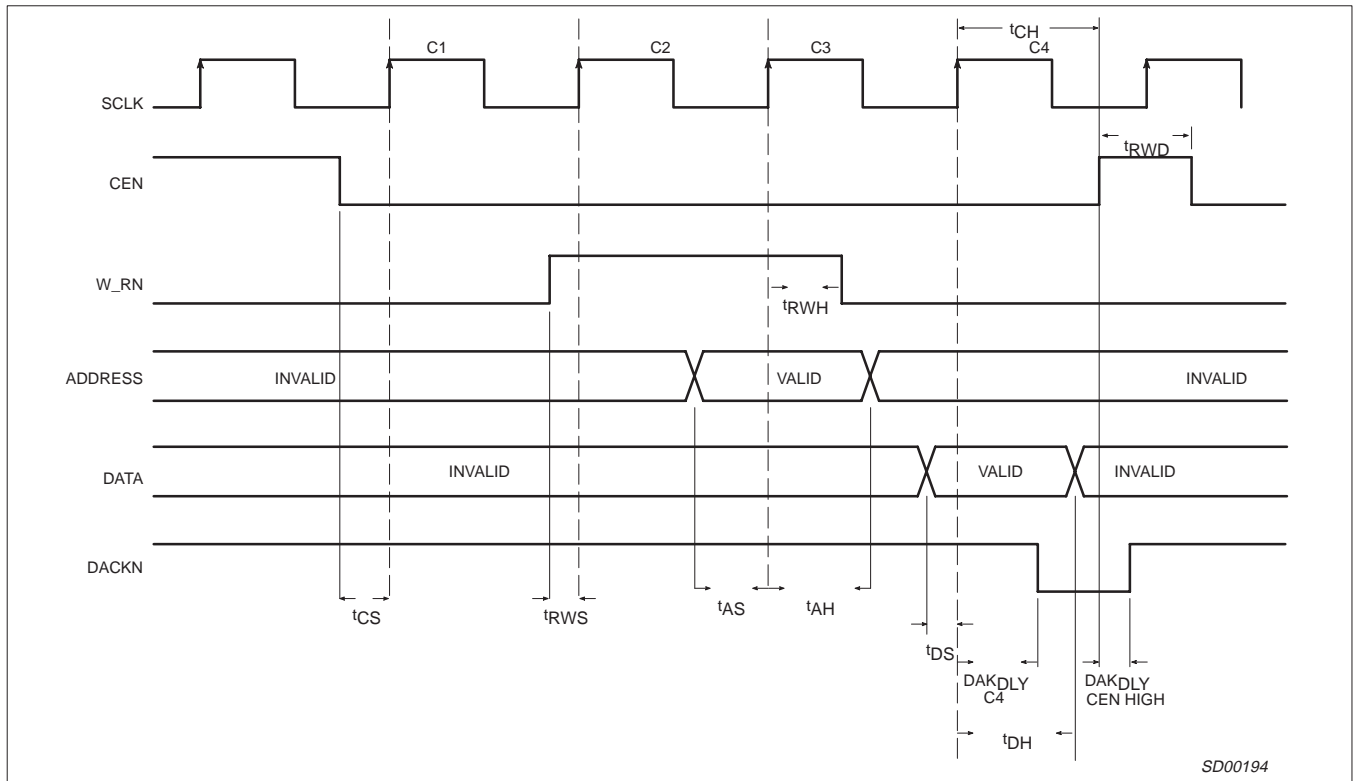 tCH
C1 C2 C3 C4
SCLK
tRWD
CEN
W_RN
tRWH
ADDRESS INVALID VALID INVALID
DATA INVALID VALID INVALID
DACKN
tCS tRWS tAS tAH
tDS
DAKDLY C4
DAKDLY CEN HIGH
tDH
SD00194